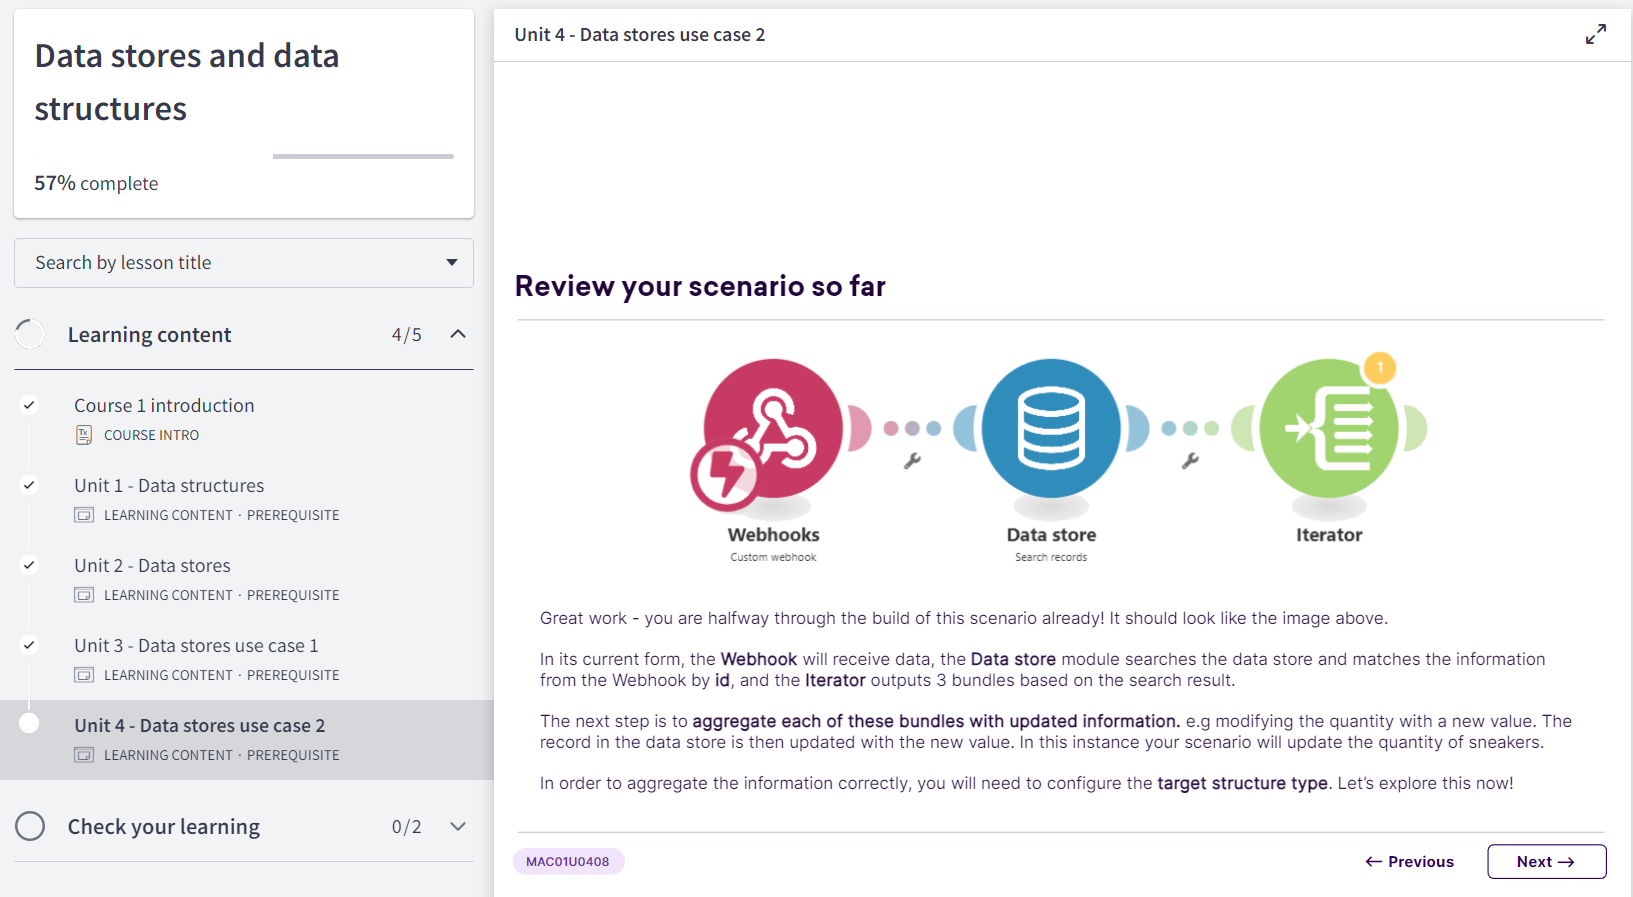 Data stores and data
structures
57% complete
Search by lesson title
Learning content 4/5
Course 1 introduction
Tx COURSE INTRO
Unit 1 - Data structures
LEARNING CONTENT · PREREQUISITE
Unit 2 - Data stores
LEARNING CONTENT · PREREQUISITE
Unit 3 - Data stores use case 1
LEARNING CONTENT · PREREQUISITE
Unit 4 - Data stores use case 2
LEARNING CONTENT · PREREQUISITE
Check your learning 0/2
Unit 4 - Data stores use case 2
Review your scenario so far
1
Webhooks
Custom webhook
Data store
Search records
Iterator
Great work - you are halfway through the build of this scenario already! It should look like the image above.
In its current form, the Webhook will receive data, the Data store module searches the data store and matches the information
from the Webhook by id, and the Iterator outputs 3 bundles based on the search result.
The next step is to aggregate each of these bundles with updated information. e.g modifying the quantity with a new value. The
record in the data store is then updated with the new value. In this instance your scenario will update the quantity of sneakers.
In order to aggregate the information correctly, you will need to configure the target structure type. Let's explore this now!
MAC01U0408
← Previous
Next →